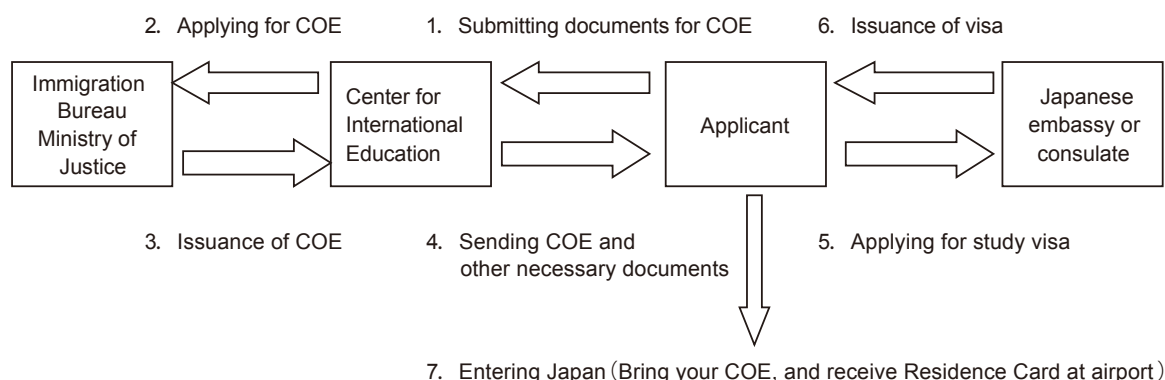 2. Applying for COE
1. Submitting documents for COE
6. Issuance of visa
Immigration
Bureau
Ministry of
Justice
Center for
International
Education
Applicant
Japanese
embassy or
consulate
3. Issuance of COE
4. Sending COE and
other necessary documents
5. Applying for study visa
7. Entering Japan（Bring your COE, and receive Residence Card at airport）